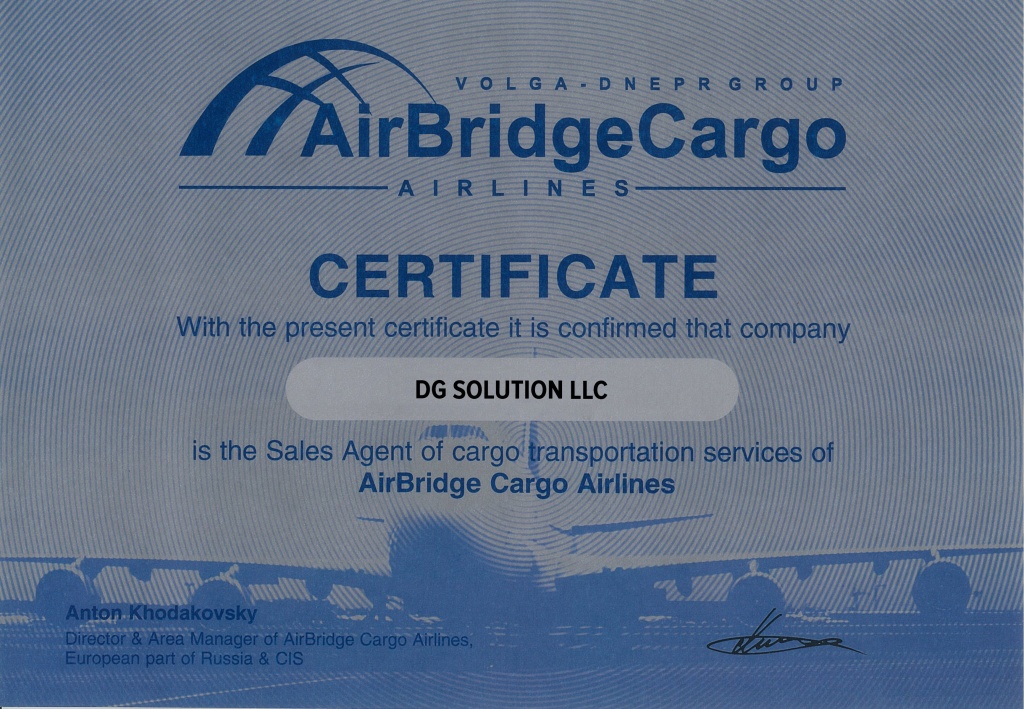 VOLGA-DNEPR GROUP
AirBridgeCargo
AIRLINES
CERTIFICATE
With the present certificate it is confirmed that company
DG SOLUTION LLC
is the Sales Agent of cargo transportation services of
AirBridge Cargo Airlines
Anton Khodakovsky
Director & Area Manager of AirBridge Cargo Airlines,
European part of Russia & CIS